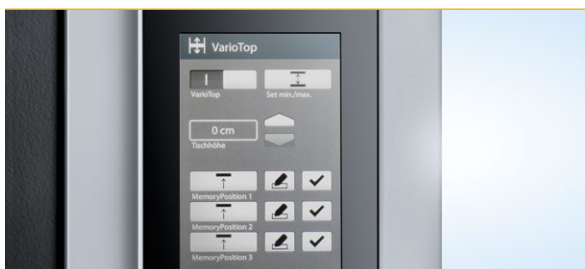 VarioTop
I
VarioTop Set min./max.
0 cm
Tischhöhe
MemoryPosition 1
MemoryPosition 2
MemoryPosition 3